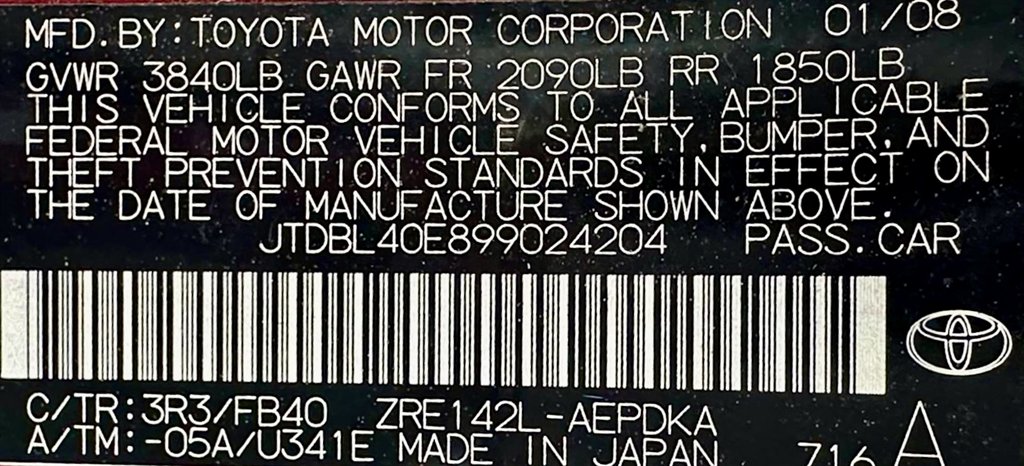 MFD.BY:TOYOTA MOTOR CORPORATION 01/08
GVWR 3840LB GAWR FR 2090LB RR 1850LB
THIS VEHICLE CONFORMS TO ALL APPLICABLE
FEDERAL MOTOR VEHICLE SAFETY,BUMPER,AND
THEFT PREVENTION STANDARDS IN EFFECT ON
THE DATE OF MANUFACTURE SHOWN ABOVE.
JTDBL40E899024204 PASS.CAR
C/TR:3R3/FB40 ZRE142L-AEPDKA
A/TM:-05A/U341E MADE IN JAPAN 716 A